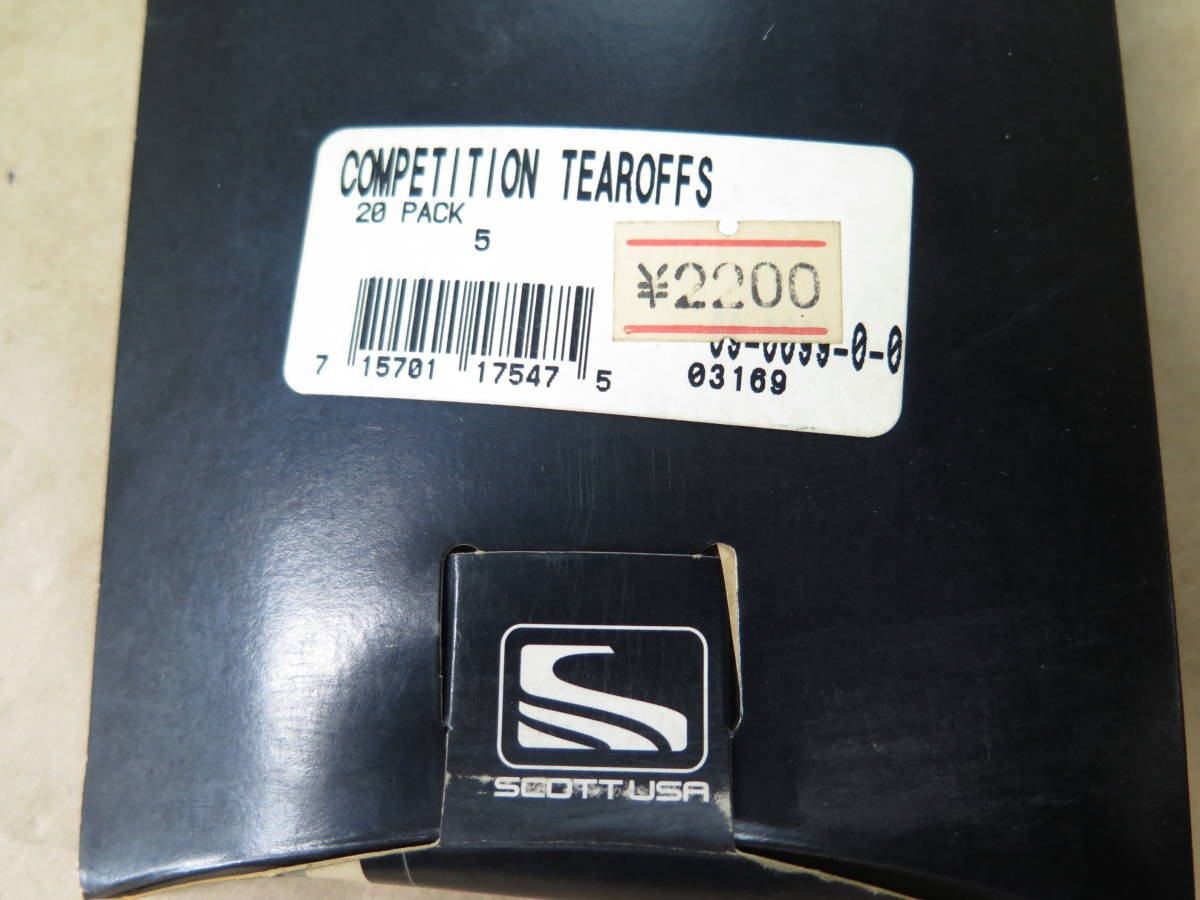 COMPETITION TEAROFFS
20 PACK
5
¥2200
7 15701 17547 5
03169
SCOTT USA